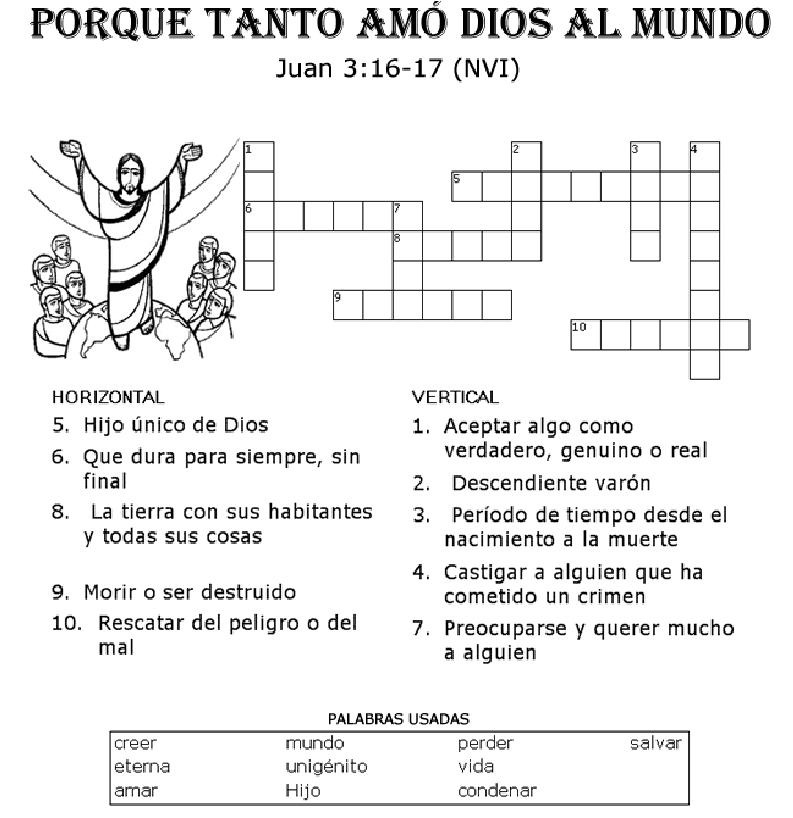 PORQUE TANTO AMÓ DIOS AL MUNDO
Juan 3:16-17 (NVI)
1
2
3
4
5
6
7
8
9
10
HORIZONTAL
5. Hijo único de Dios
6. Que dura para siempre, sin
final
8. La tierra con sus habitantes
y todas sus cosas
9. Morir o ser destruido
10. Rescatar del peligro o del
mal
VERTICAL
1. Aceptar algo como
verdadero, genuino o real
2. Descendiente varón
3. Período de tiempo desde el
nacimiento a la muerte
4. Castigar a alguien que ha
cometido un crimen
7. Preocuparse y querer mucho
a alguien
PALABRAS USADAS
creer mundo perder salvar
eterna unigénito vida
amar Hijo condenar